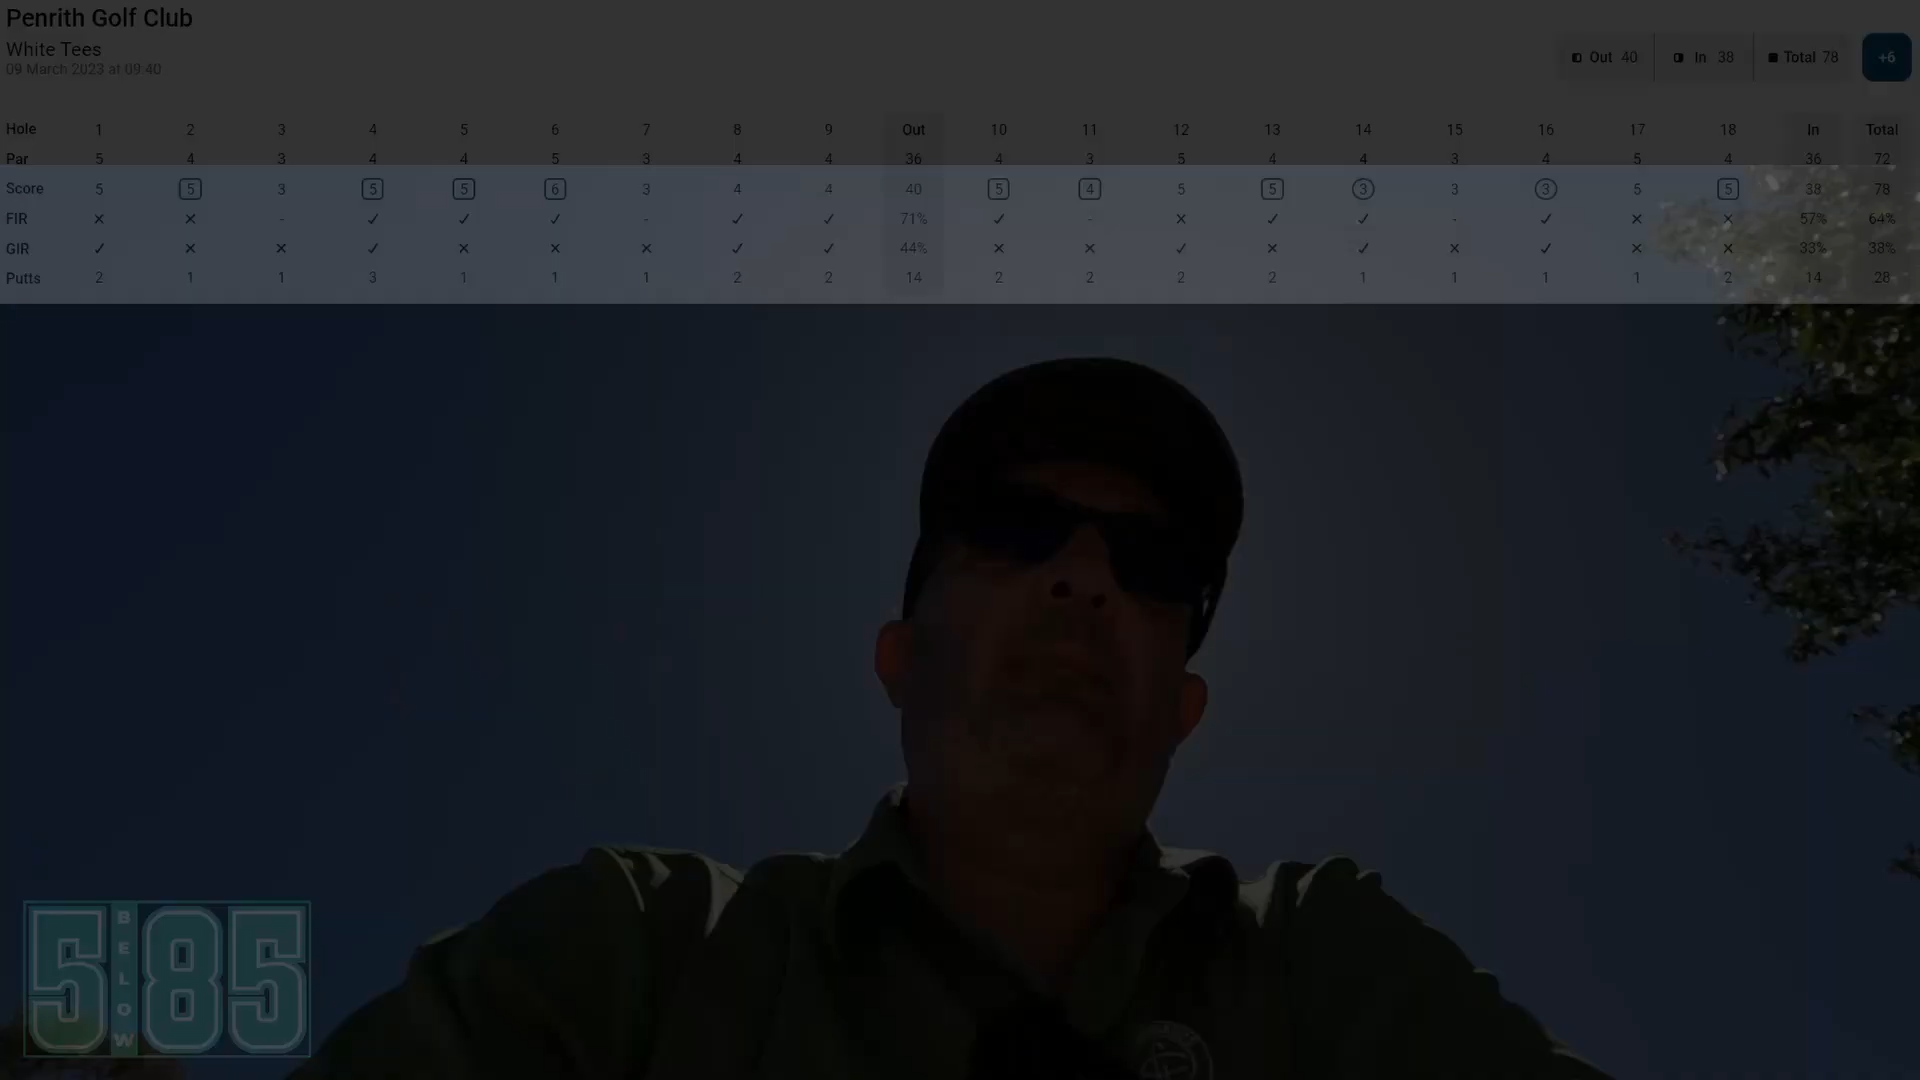 Penrith Golf Club
White Tees
09 March 2023 at 09:40
Out 40 In 38 Total 78 +6
Hole 1 2 3 4 5 6 7 8 9 Out 10 11 12 13 14 15 16 17 18 In Total
Par 5 4 3 4 4 5 3 4 4 36 4 3 5 4 4 3 4 5 4 36 72
Score 5 5 3 5 5 6 3 4 4 40 5 4 5 5 3 3 3 5 5 38 78
FIR ✕ ✕ - ✓ ✓ ✓ - ✓ ✓ 71% ✓ - ✕ ✓ ✓ - ✓ ✕ ✕ 57% 64%
GIR ✓ ✕ ✕ ✓ ✕ ✕ ✕ ✓ ✓ 44% ✕ ✕ ✓ ✕ ✓ ✕ ✓ ✕ ✕ 33% 38%
Putts 2 1 1 3 1 1 1 2 2 14 2 2 2 2 1 1 1 1 2 14 28
5 BELOW 85